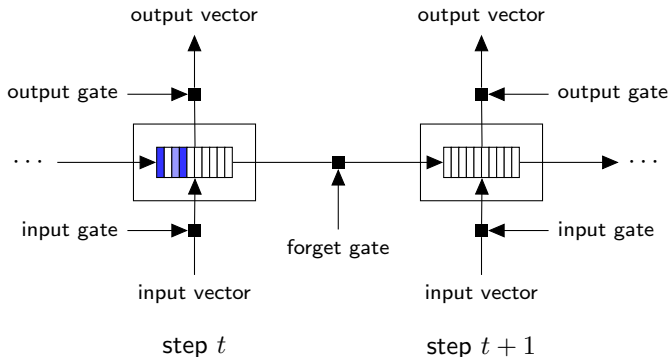 output vector output vector
output gate output gate
··· ···
input gate input gate
forget gate
input vector input vector
step t step t + 1